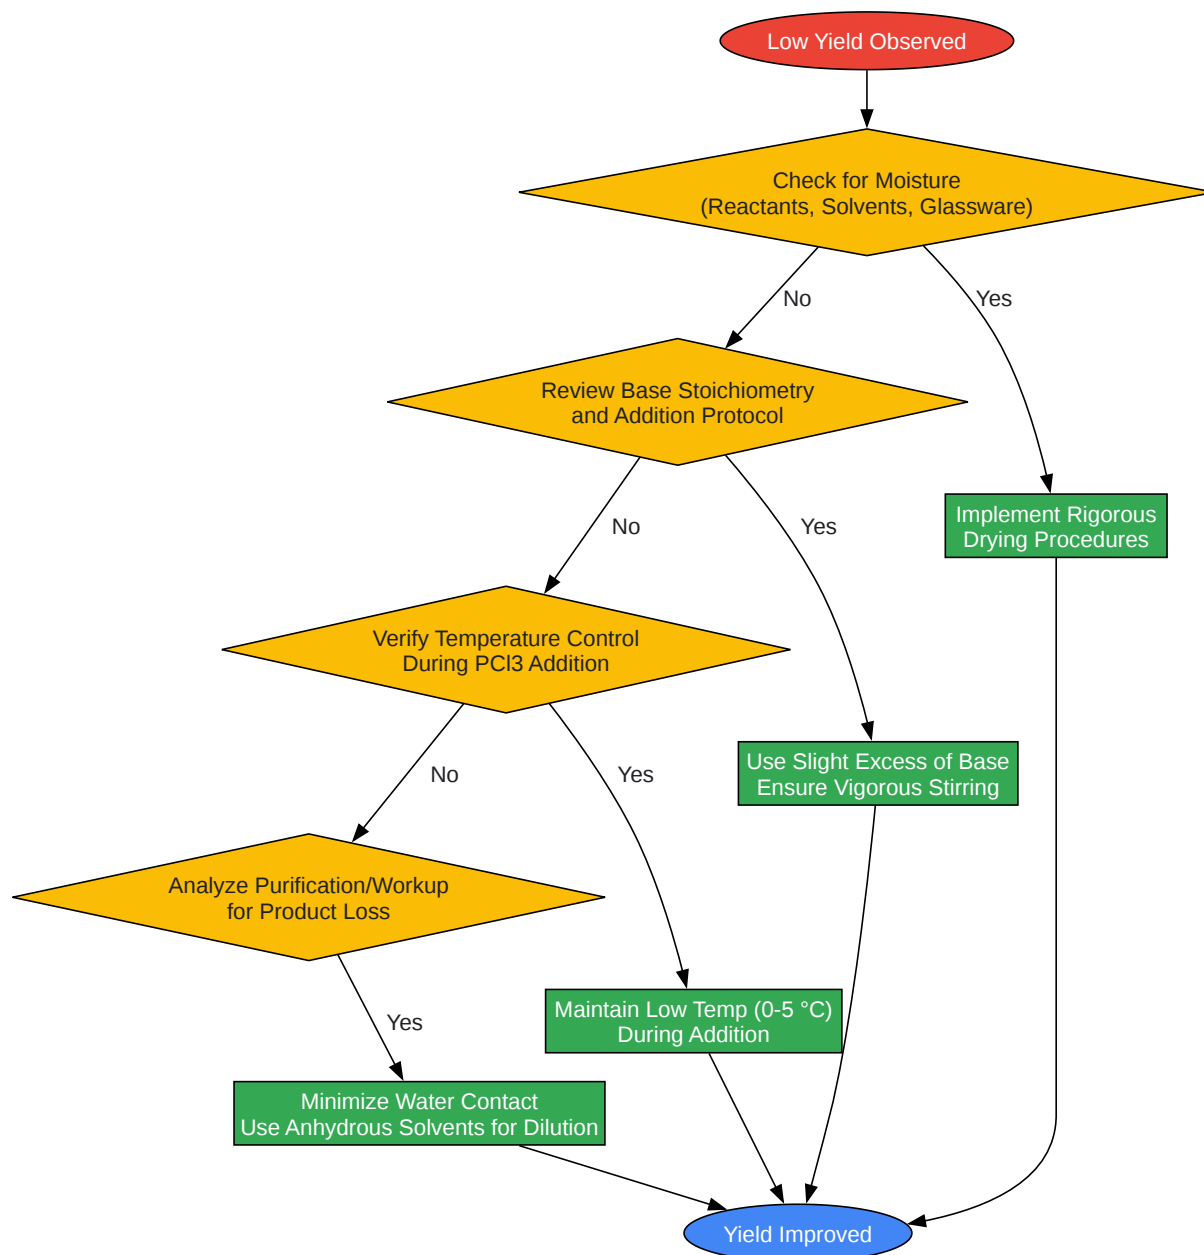 Low Yield Observed
Check for Moisture
(Reactants, Solvents, Glassware)
No
Yes
Review Base Stoichiometry
and Addition Protocol
Implement Rigorous
Drying Procedures
No
Yes
Verify Temperature Control
During PCl3 Addition
Use Slight Excess of Base
Ensure Vigorous Stirring
No
Yes
Analyze Purification/Workup
for Product Loss
Maintain Low Temp (0-5 °C)
During Addition
Yes
Minimize Water Contact
Use Anhydrous Solvents for Dilution
Yield Improved